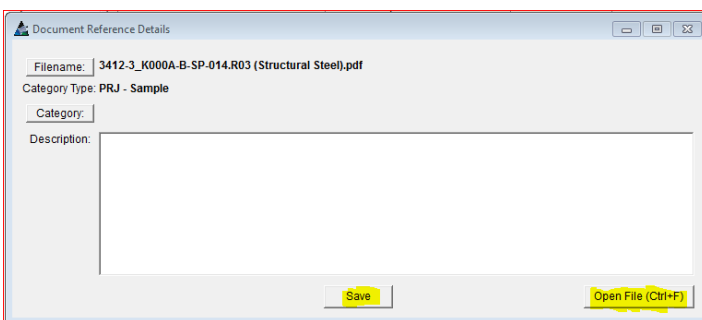 Document Reference Details
Filename: 3412-3_K000A-B-SP-014.R03 (Structural Steel).pdf
Category Type: PRJ - Sample
Category:
Description:
Save Open File (Ctrl+F)